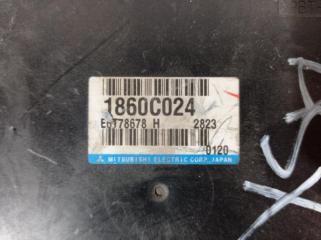 1860C024
E6T78678 H 2823
0120
MITSUBISHI ELECTRIC CORP. JAPAN